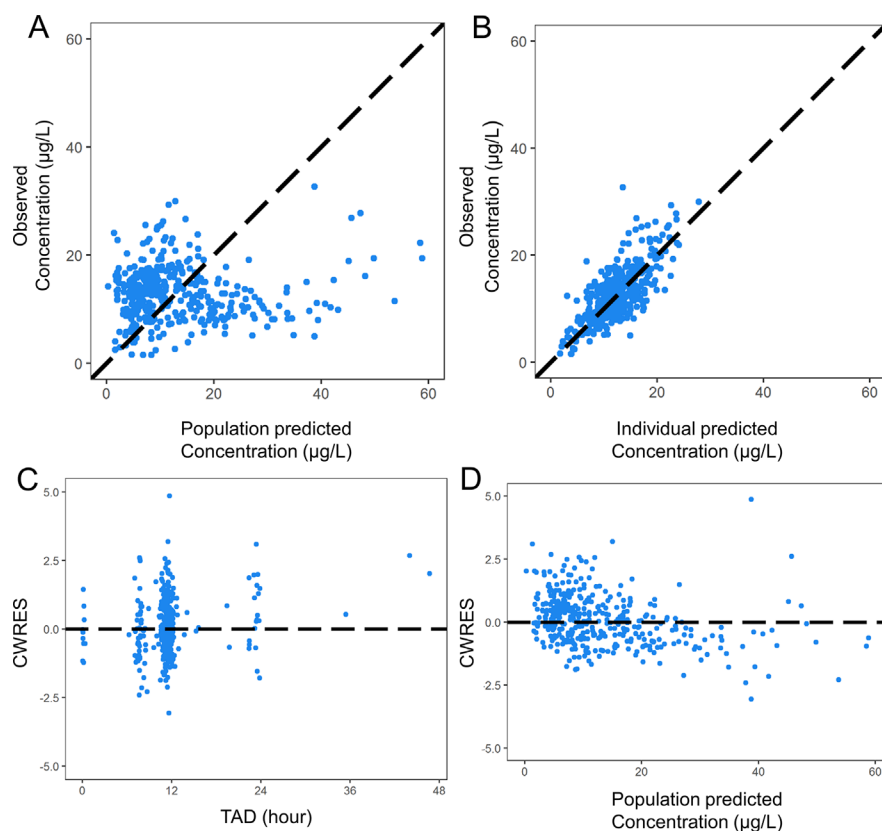 A
60
40
20
0
Observed
Concentration (µg/L)
0
20
40
60
Population predicted
Concentration (µg/L)
B
60
40
20
0
Observed
Concentration (µg/L)
0
20
40
60
Individual predicted
Concentration (µg/L)
C
5.0
2.5
0.0
-2.5
-5.0
CWRES
0
12
24
36
48
TAD (hour)
D
5.0
2.5
0.0
-2.5
-5.0
CWRES
0
20
40
60
Population predicted
Concentration (µg/L)